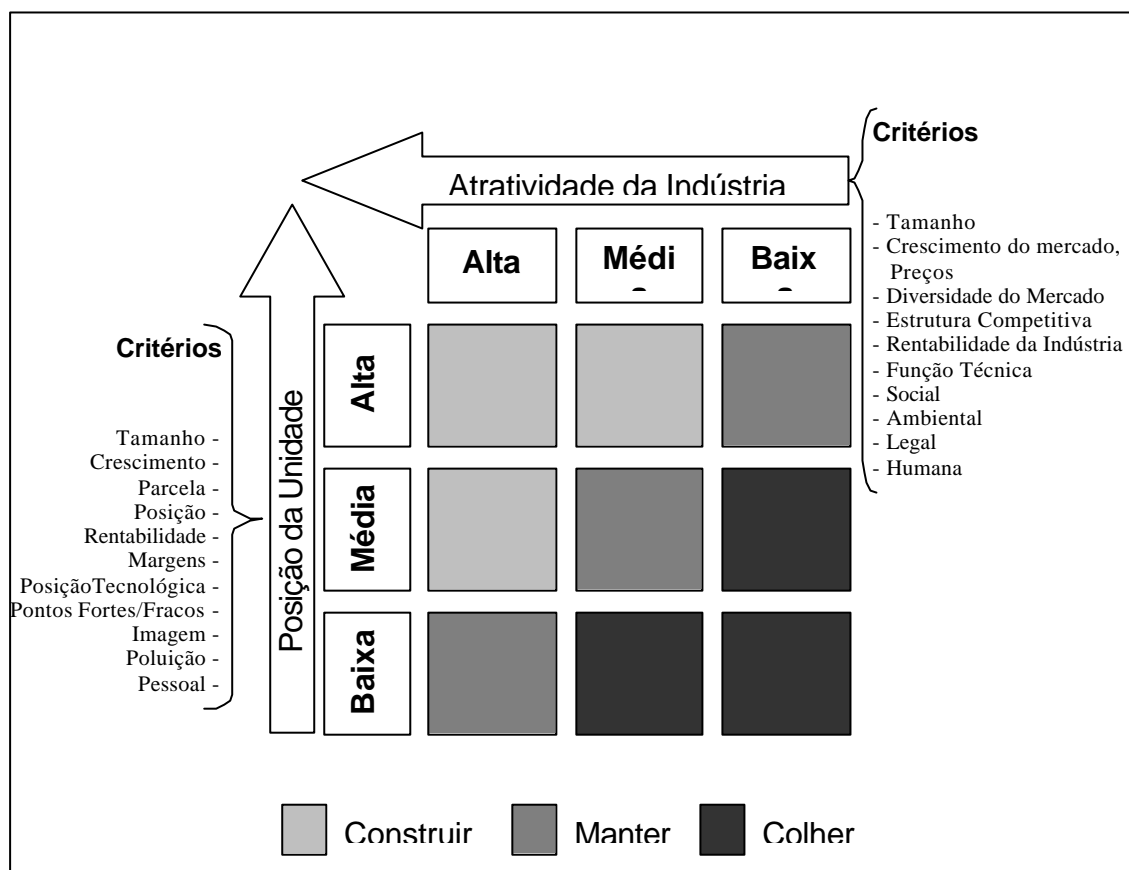 Critérios
Atratividade da Indústria
- Tamanho
- Crescimento do mercado,
Preços
- Diversidade do Mercado
- Estrutura Competitiva
- Rentabilidade da Indústria
- Função Técnica
- Social
- Ambiental
- Legal
- Humana
Alta
Médi
Baix
Critérios
Tamanho -
Crescimento -
Parcela -
Posição -
Rentabilidade -
Margens -
PosiçãoTecnológica -
Pontos Fortes/Fracos -
Imagem -
Poluição -
Pessoal -
Posição da Unidade
Alta
Média
Baixa
Construir
Manter
Colher